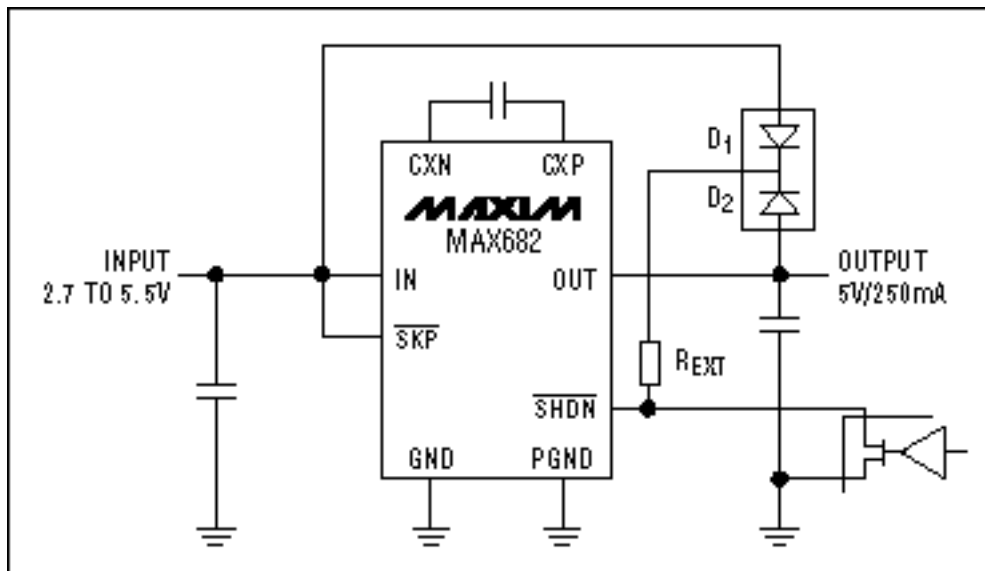 CXN
CXP
MAXIM
MAX682
D1
D2
INPUT
2.7 TO 5.5V
IN
OUT
OUTPUT
5V/250mA
SKP
REXT
SHDN
GND
PGND